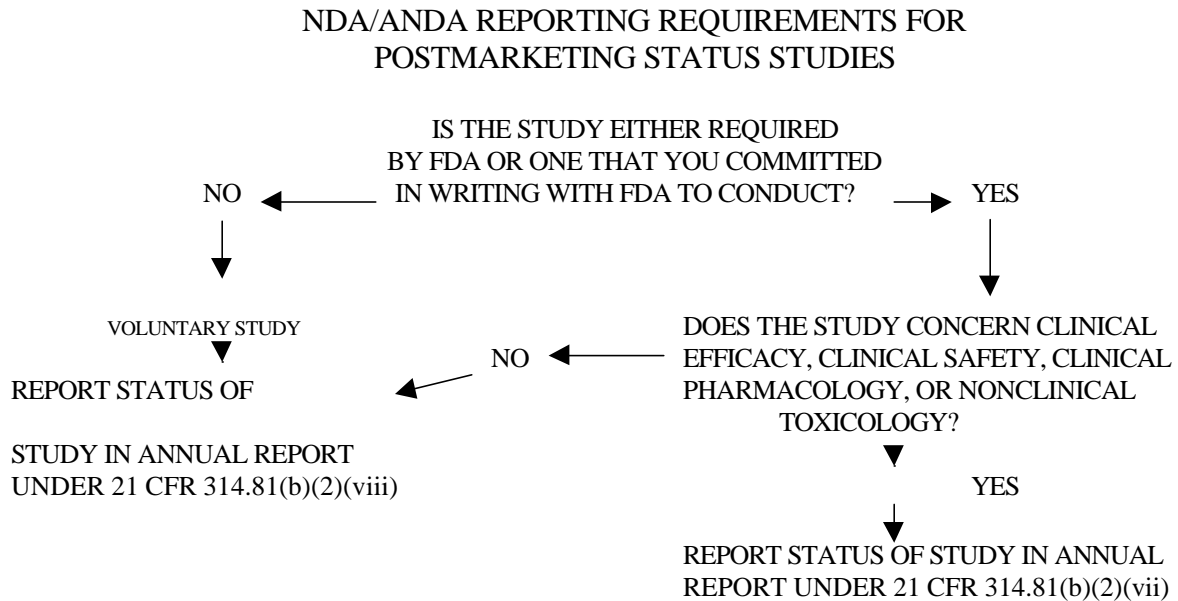 NDA/ANDA REPORTING REQUIREMENTS FOR
POSTMARKETING STATUS STUDIES
IS THE STUDY EITHER REQUIRED
BY FDA OR ONE THAT YOU COMMITTED
IN WRITING WITH FDA TO CONDUCT?
NO
YES
VOLUNTARY STUDY
REPORT STATUS OF
STUDY IN ANNUAL REPORT
UNDER 21 CFR 314.81(b)(2)(viii)
NO
DOES THE STUDY CONCERN CLINICAL
EFFICACY, CLINICAL SAFETY, CLINICAL
PHARMACOLOGY, OR NONCLINICAL
TOXICOLOGY?
YES
REPORT STATUS OF STUDY IN ANNUAL
REPORT UNDER 21 CFR 314.81(b)(2)(vii)